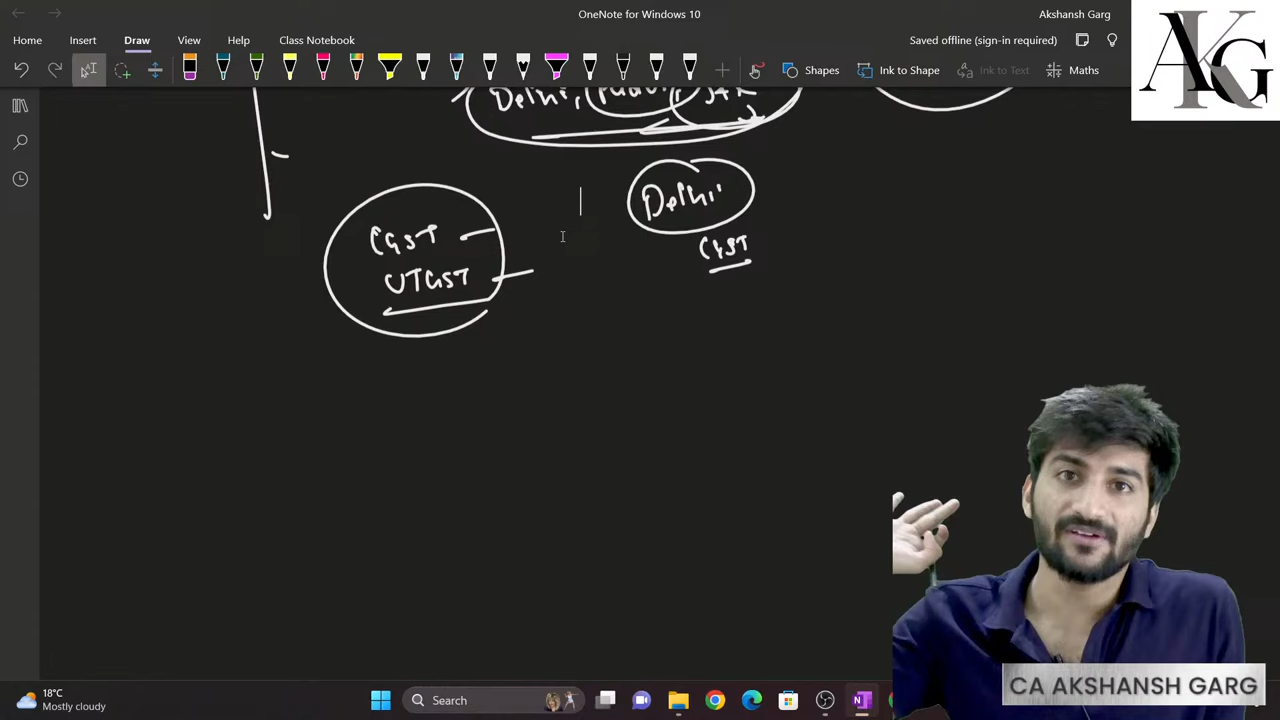 OneNote for Windows 10
Akshansh Garg
Home Insert Draw View Help Class Notebook
Saved offline (sign-in required)
Shapes Ink to Shape Ink to Text Maths
AKG
Delhi,
Delhi
CGST
CGST
UTGST
CA AKSHANSH GARG
18°C
Mostly cloudy
Search